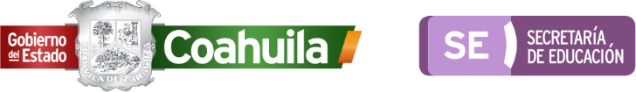 Gobierno
del Estado
Coahuila
SE
SECRETARÍA
DE EDUCACIÓN